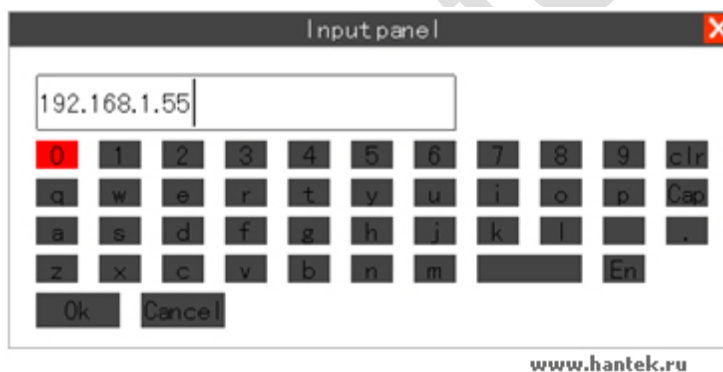 Input panel X
192.168.1.55
0 1 2 3 4 5 6 7 8 9 clr
q w e r t y u i o p Cap
a s d f g h j k l .
z x c v b n m En
Ok Cancel
www.hantek.ru